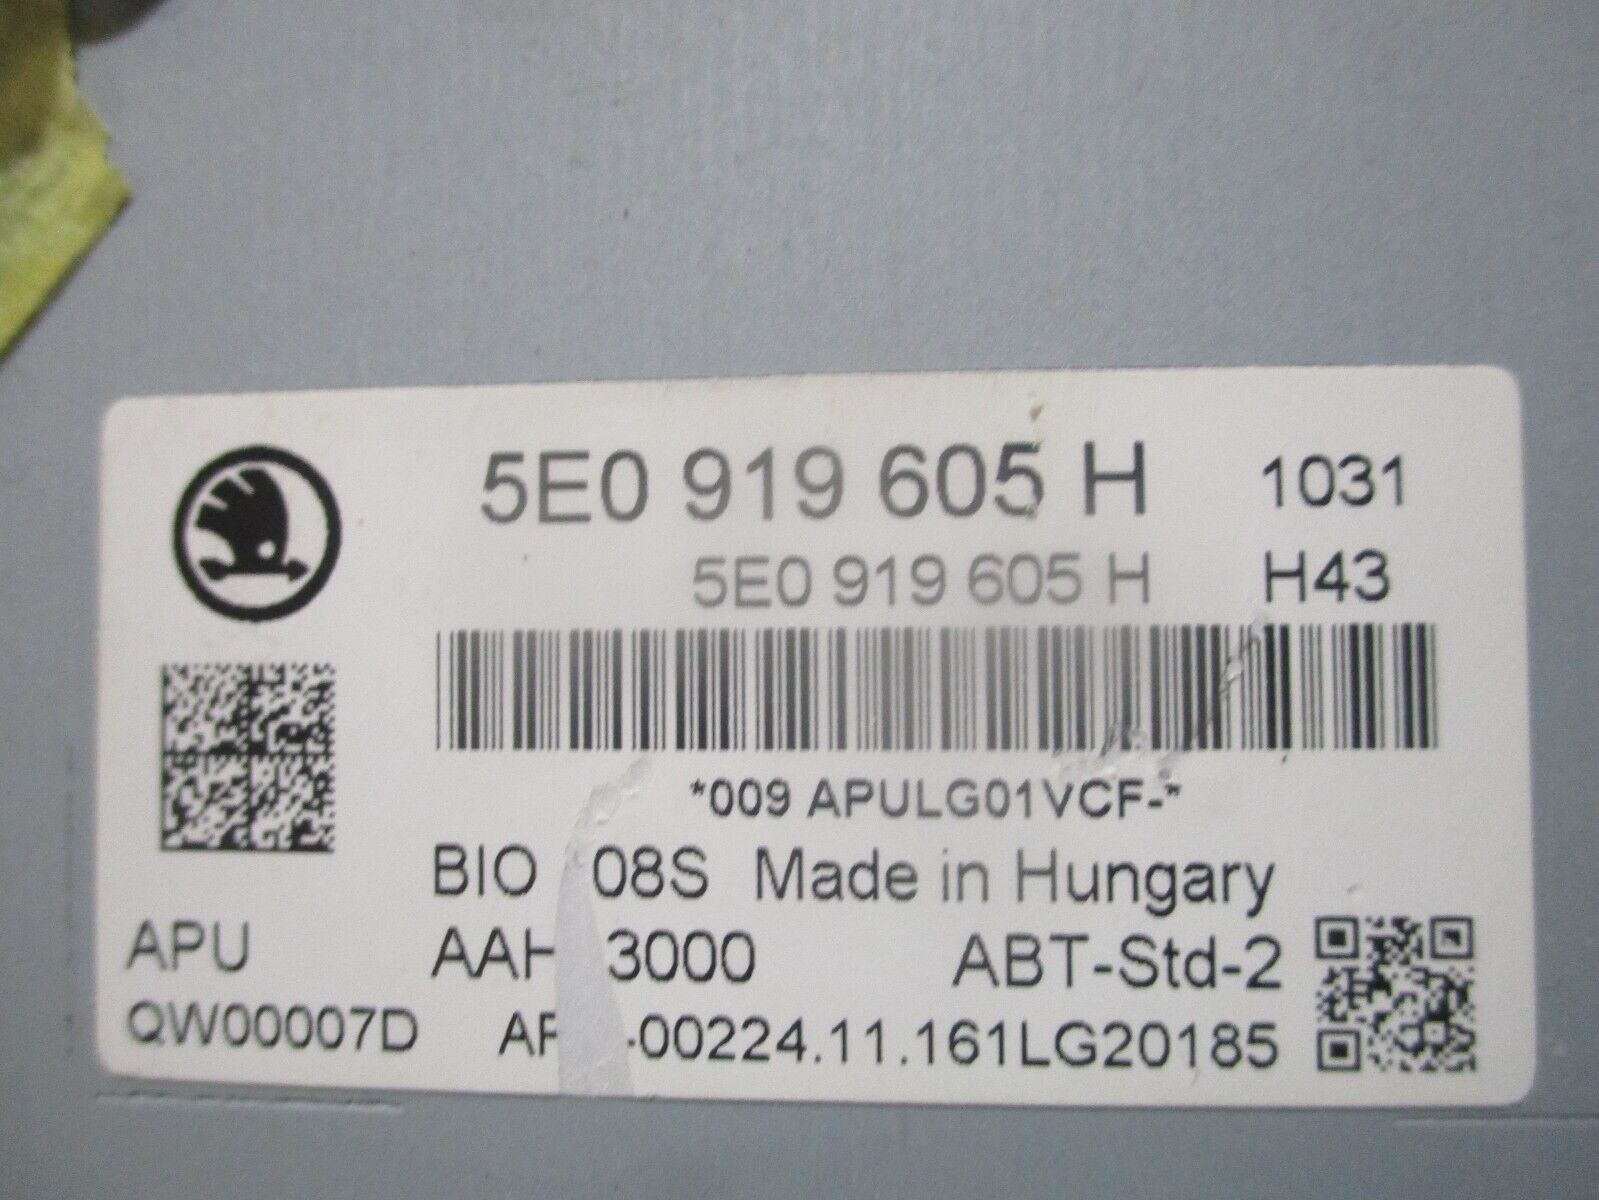 5E0 919 605 H 1031
5E0 919 605 H H43
*009 APULG01VCF-*
BIO 08S Made in Hungary
APU AAH 3000 ABT-Std-2
QW00007D -00224.11.161LG20185